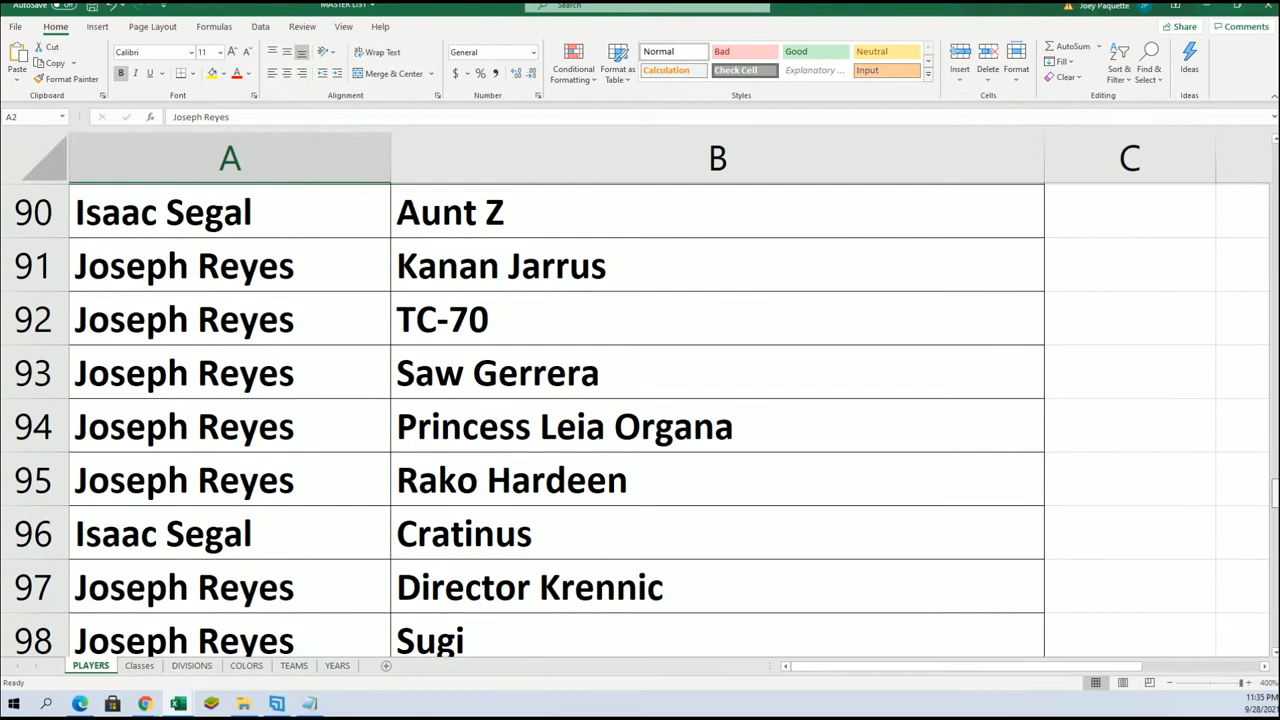 AutoSave Off MASTER LIST Search Joey Paquette JP
File Home Insert Page Layout Formulas Data Review View Help Share Comments
Paste Cut Copy Format Painter Clipboard
Calibri 11 A A B I U A Font
Wrap Text Merge & Center Alignment
General $ % Number
Conditional Formatting Format as Table
Normal Bad Good Neutral
Calculation Check Cell Explanatory ... Input
Styles
Insert Delete Format Cells
AutoSum Fill Clear Sort & Filter Find & Select Editing
Ideas Ideas
A2 fx Joseph Reyes
A B C
90 Isaac Segal Aunt Z
91 Joseph Reyes Kanan Jarrus
92 Joseph Reyes TC-70
93 Joseph Reyes Saw Gerrera
94 Joseph Reyes Princess Leia Organa
95 Joseph Reyes Rako Hardeen
96 Isaac Segal Cratinus
97 Joseph Reyes Director Krennic
98 Joseph Reyes Sugi
PLAYERS Classes DIVISIONS COLORS TEAMS YEARS
Ready 400%
11:35 PM